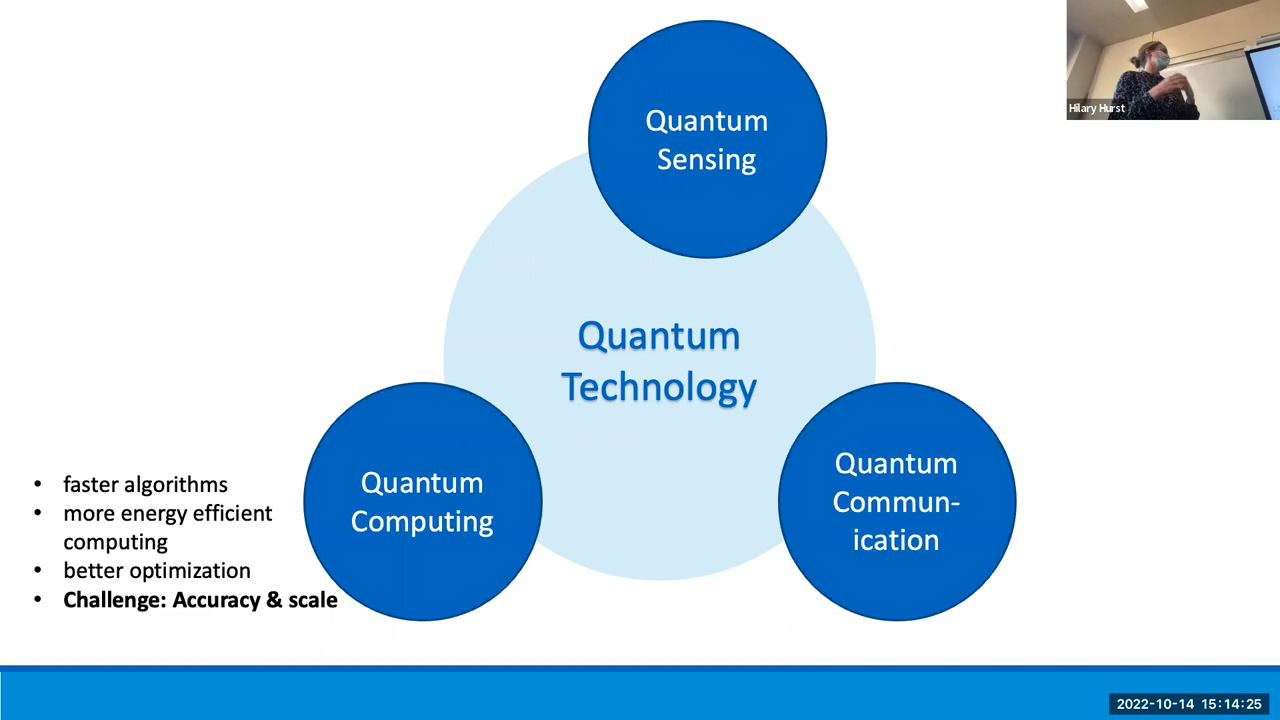 Quantum
Sensing
Hilary Hurst
Quantum
Technology
Quantum
Computing
Quantum
Commun-
ication
• faster algorithms
• more energy efficient
computing
• better optimization
• Challenge: Accuracy & scale
2022-10-14 15:14:25